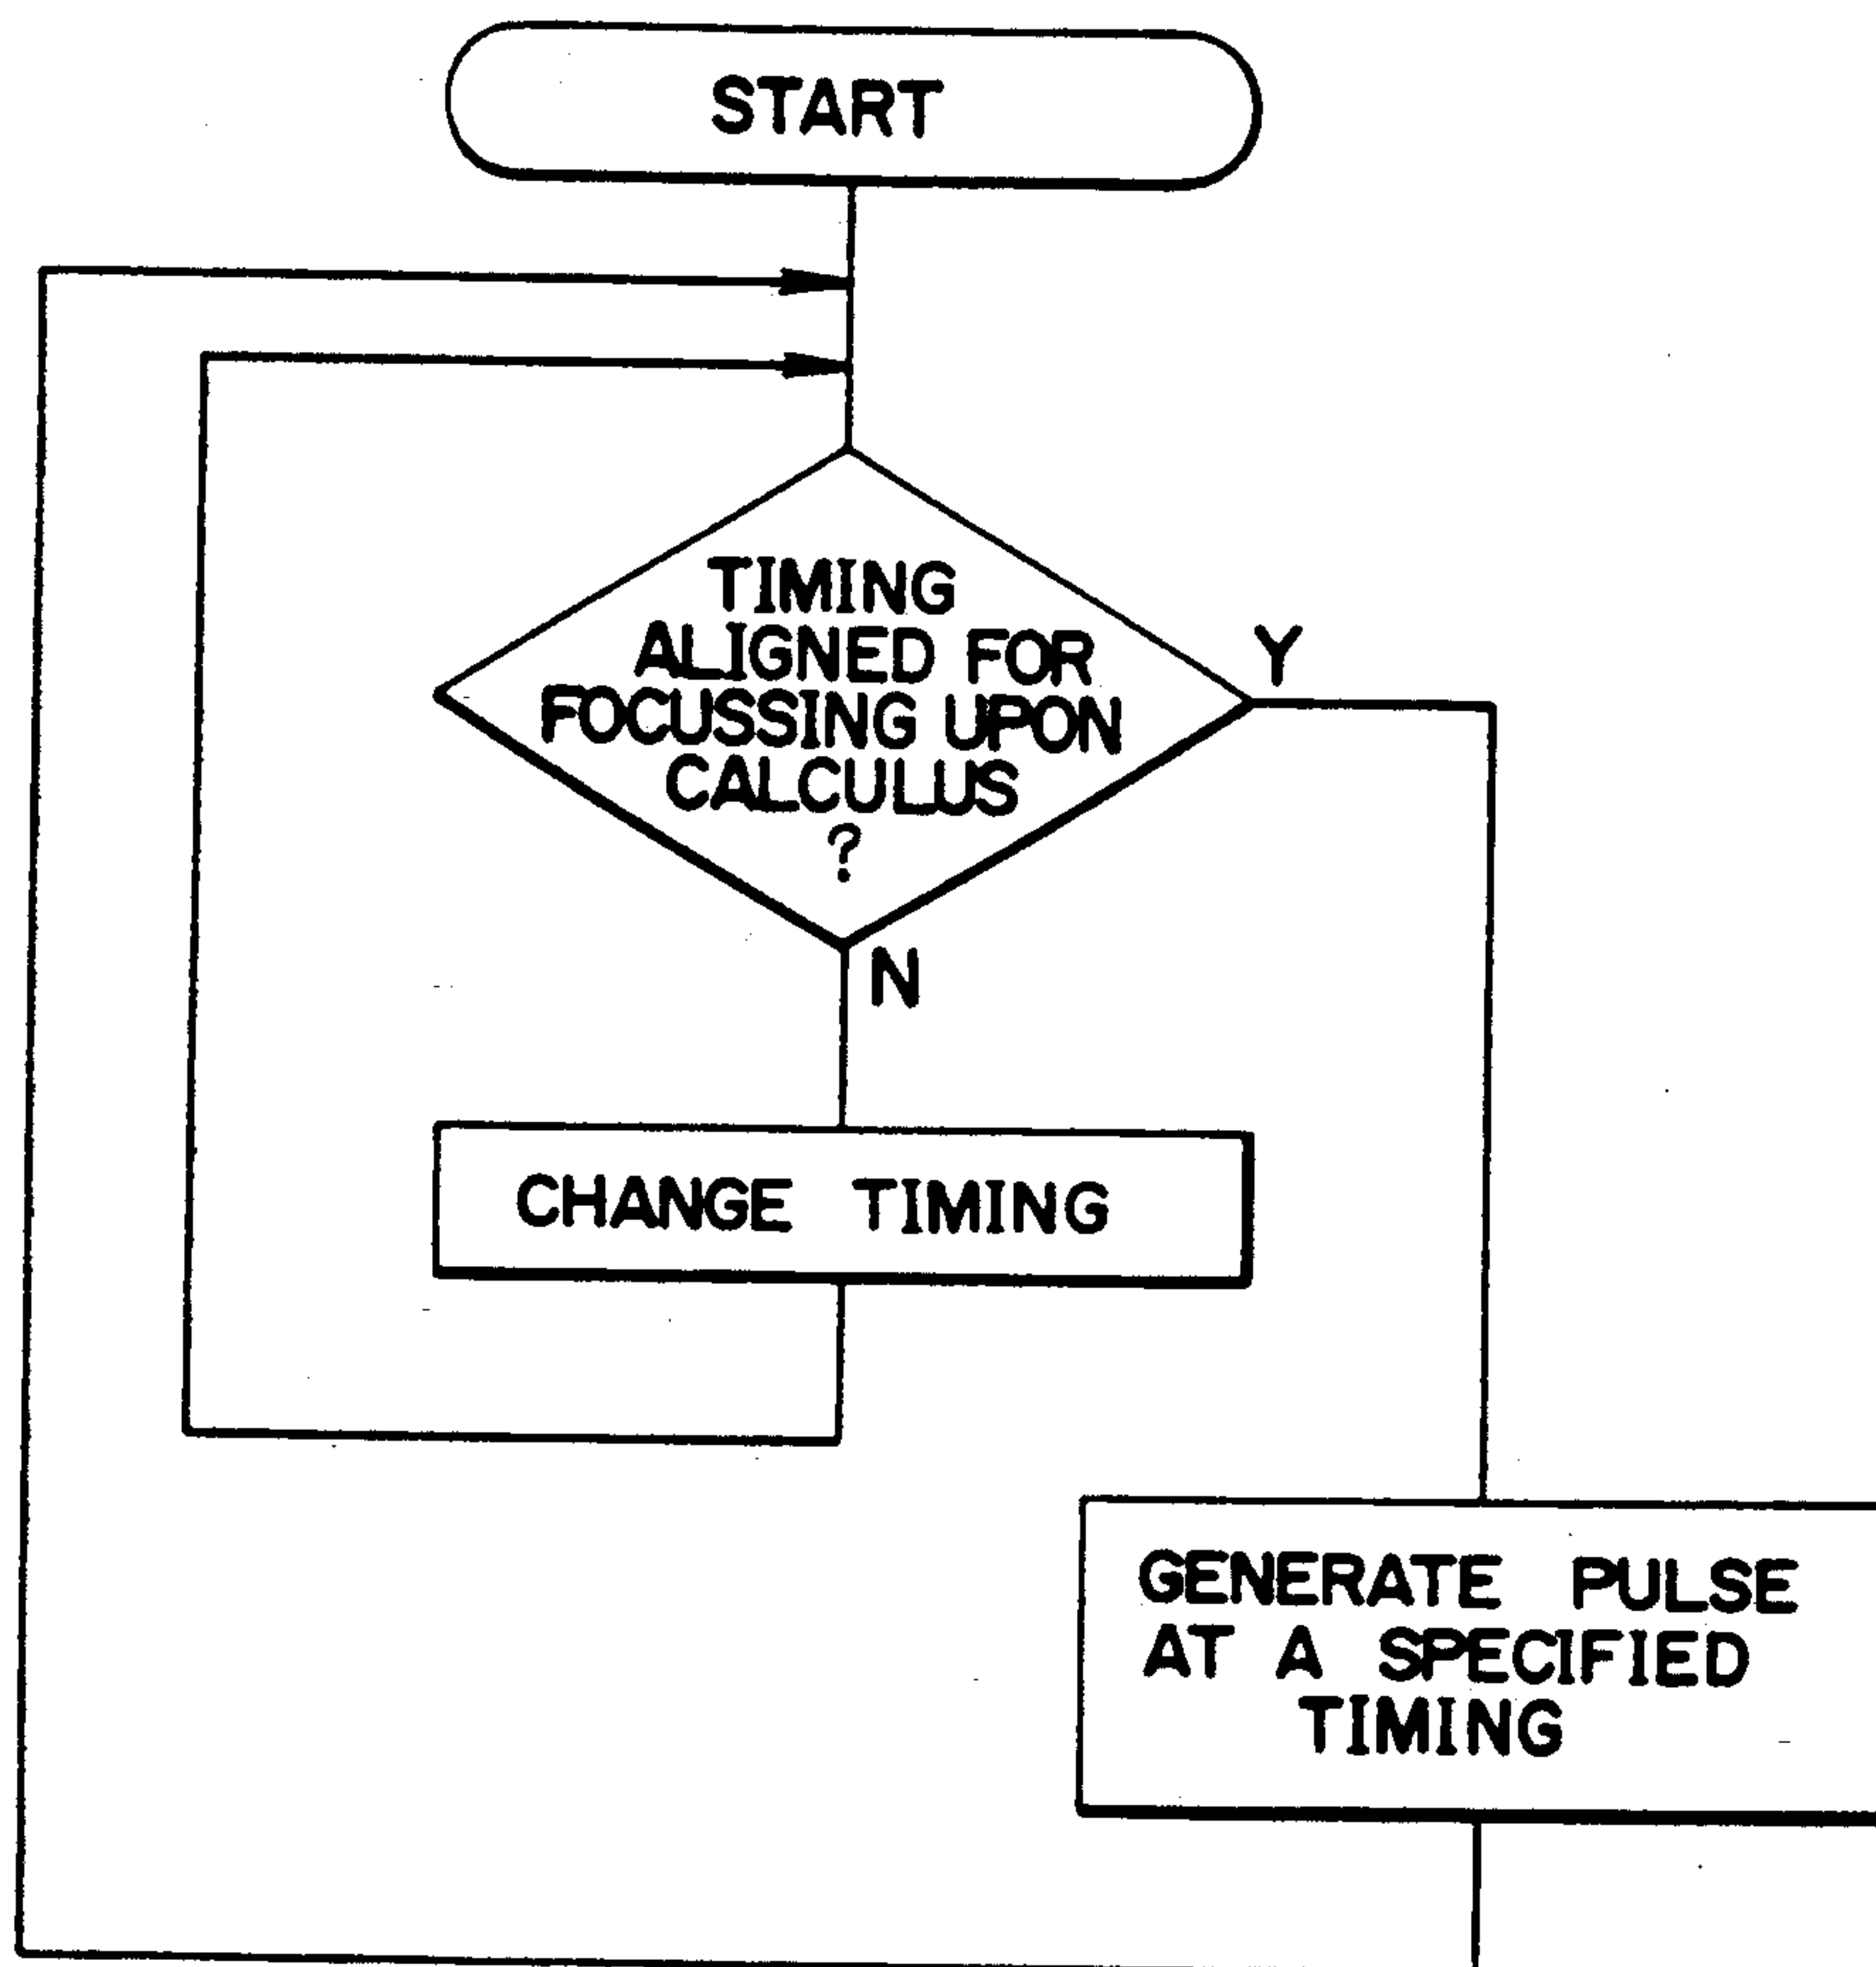 START
TIMING
ALIGNED FOR
FOCUSSING UPON
CALCULUS
?
Y
N
CHANGE TIMING
GENERATE PULSE
AT A SPECIFIED
TIMING